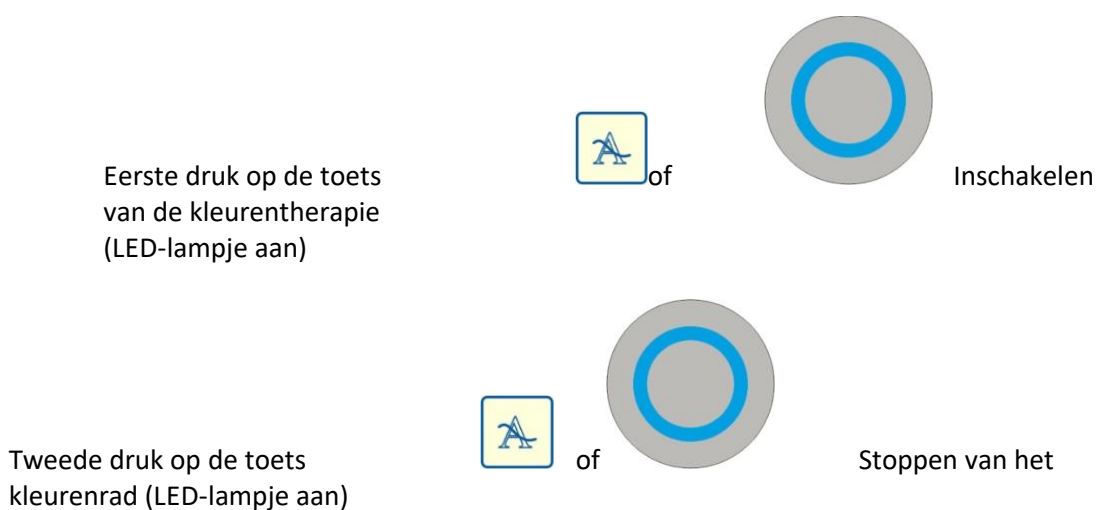 Eerste druk op de toets A of Inschakelen
van de kleurentherapie
(LED-lampje aan)
Tweede druk op de toets A of Stoppen van het
kleurenrad (LED-lampje aan)